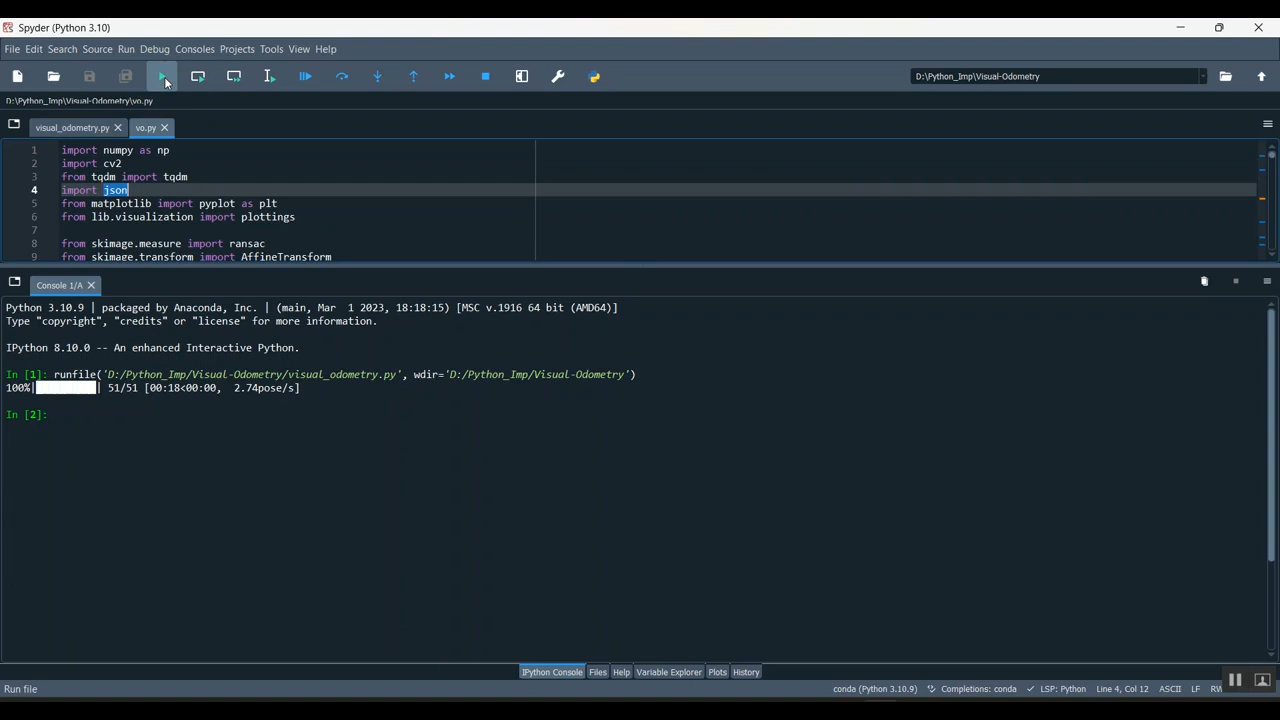 Spyder (Python 3.10)
File Edit Search Source Run Debug Consoles Projects Tools View Help
D:\Python_Imp\Visual-Odometry
D:\Python_Imp\Visual-Odometry\vo.py
visual_odometry.py vo.py
1 import numpy as np
2 import cv2
3 from tqdm import tqdm
4 import json
5 from matplotlib import pyplot as plt
6 from lib.visualization import plottings
7
8 from skimage.measure import ransac
9 from skimage.transform import AffineTransform
Console 1/A
Python 3.10.9 | packaged by Anaconda, Inc. | (main, Mar 1 2023, 18:18:15) [MSC v.1916 64 bit (AMD64)]
Type "copyright", "credits" or "license" for more information.
IPython 8.10.0 -- An enhanced Interactive Python.
In [1]: runfile('D:/Python_Imp/Visual-Odometry/visual_odometry.py', wdir='D:/Python_Imp/Visual-Odometry')
100%|██████████| 51/51 [00:18<00:00, 2.74pose/s]
In [2]:
IPython Console Files Help Variable Explorer Plots History
Run file conda (Python 3.10.9) Completions: conda LSP: Python Line 4, Col 12 ASCII LF RW